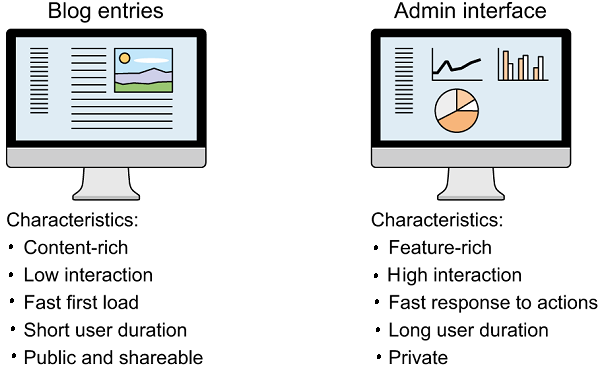 Blog entries
Characteristics:
• Content-rich
• Low interaction
• Fast first load
• Short user duration
• Public and shareable
Admin interface
Characteristics:
• Feature-rich
• High interaction
• Fast response to actions
• Long user duration
• Private